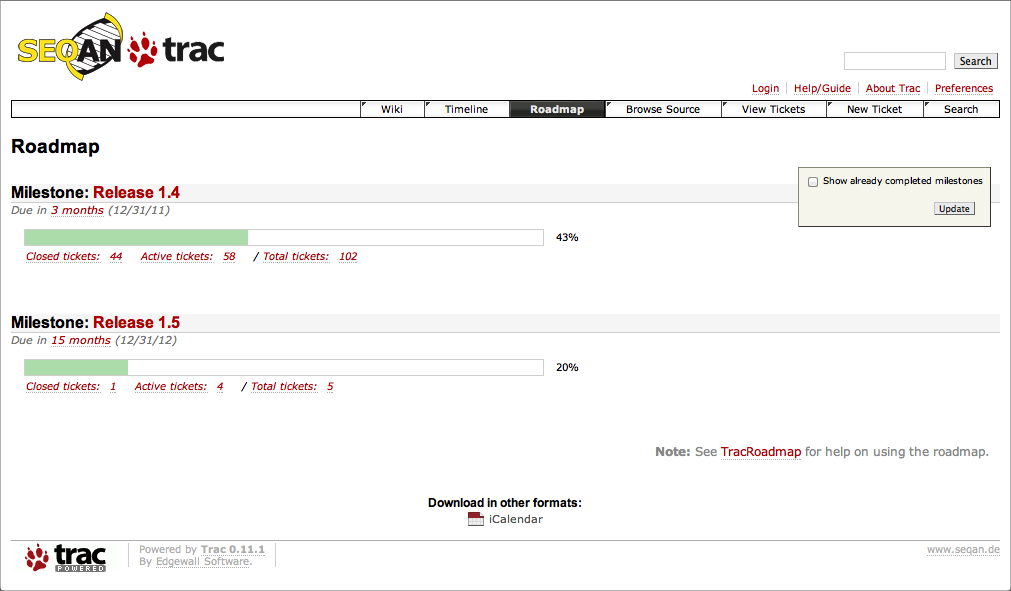 SEQAN trac
Search
Login Help/Guide About Trac Preferences
Wiki Timeline Roadmap Browse Source View Tickets New Ticket Search
Roadmap
Show already completed milestones
Update
Milestone: Release 1.4
Due in 3 months (12/31/11)
43%
Closed tickets: 44 Active tickets: 58 / Total tickets: 102
Milestone: Release 1.5
Due in 15 months (12/31/12)
20%
Closed tickets: 1 Active tickets: 4 / Total tickets: 5
Note: See TracRoadmap for help on using the roadmap.
Download in other formats:
iCalendar
trac POWERED
Powered by Trac 0.11.1
By Edgewall Software.
www.seqan.de